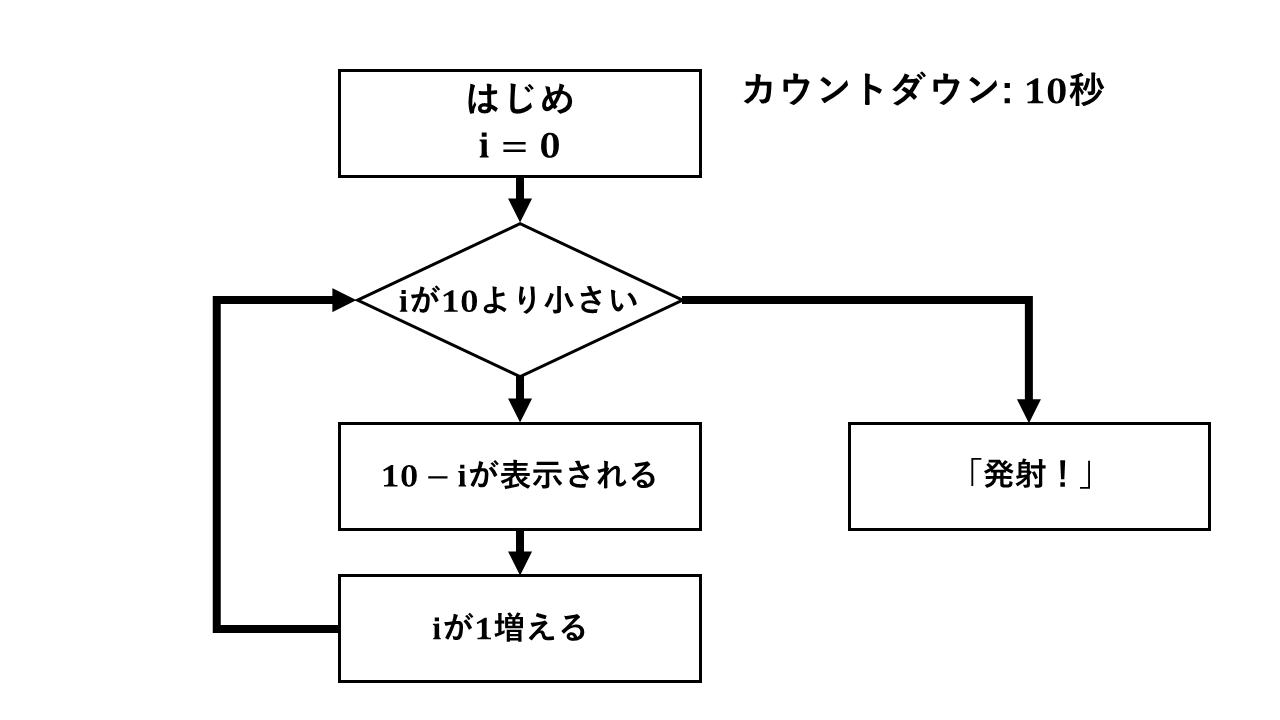 カウントダウン: 10秒
はじめ
i = 0
iが10より小さい
10 − iが表示される
「発射！」
iが1増える